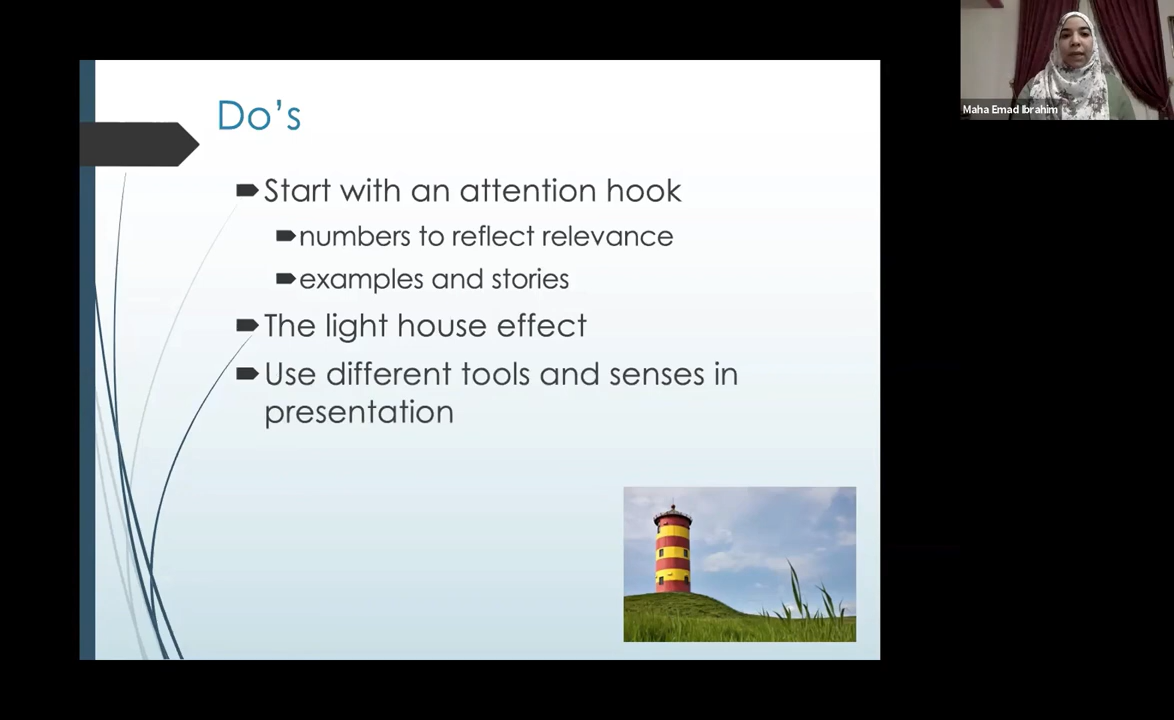 Do's
Start with an attention hook
numbers to reflect relevance
examples and stories
The light house effect
Use different tools and senses in
presentation
Maha Emad Ibrahim